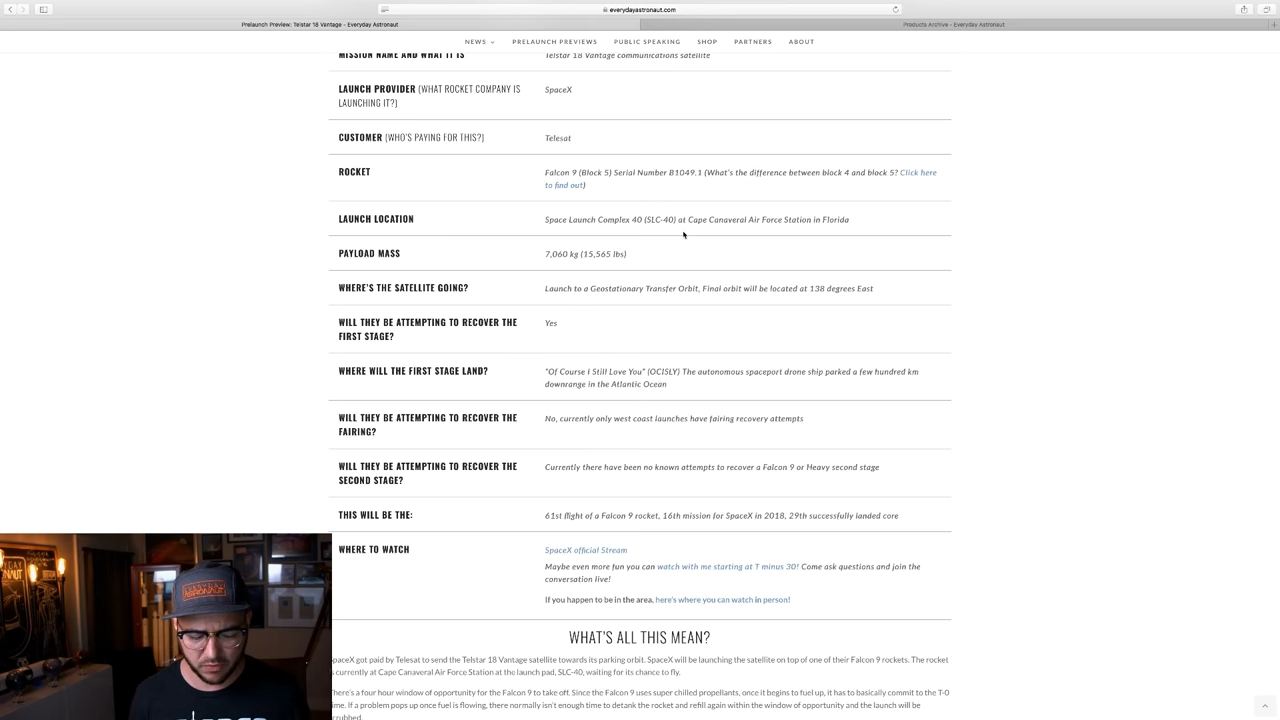 everydayastronaut.com
Prelaunch Preview: Telstar 18 Vantage - Everyday Astronaut
Products Archive - Everyday Astronaut
NEWS
PRELAUNCH PREVIEWS
PUBLIC SPEAKING
SHOP
PARTNERS
ABOUT
MISSION NAME AND WHAT IT IS
Telstar 18 Vantage communications satellite
LAUNCH PROVIDER (WHAT ROCKET COMPANY IS
LAUNCHING IT?)
SpaceX
CUSTOMER (WHO'S PAYING FOR THIS?)
Telesat
ROCKET
Falcon 9 (Block 5) Serial Number B1049.1 (What's the difference between block 4 and block 5? Click here
to find out)
LAUNCH LOCATION
Space Launch Complex 40 (SLC-40) at Cape Canaveral Air Force Station in Florida
PAYLOAD MASS
7,060 kg (15,565 lbs)
WHERE'S THE SATELLITE GOING?
Launch to a Geostationary Transfer Orbit, Final orbit will be located at 138 degrees East
WILL THEY BE ATTEMPTING TO RECOVER THE
FIRST STAGE?
Yes
WHERE WILL THE FIRST STAGE LAND?
"Of Course I Still Love You" (OCISLY) The autonomous spaceport drone ship parked a few hundred km
downrange in the Atlantic Ocean
WILL THEY BE ATTEMPTING TO RECOVER THE
FAIRING?
No, currently only west coast launches have fairing recovery attempts
WILL THEY BE ATTEMPTING TO RECOVER THE
SECOND STAGE?
Currently there have been no known attempts to recover a Falcon 9 or Heavy second stage
THIS WILL BE THE:
61st flight of a Falcon 9 rocket, 16th mission for SpaceX in 2018, 29th successfully landed core
WHERE TO WATCH
SpaceX official Stream
Maybe even more fun you can watch with me starting at T minus 30! Come ask questions and join the
conversation live!
If you happen to be in the area, here's where you can watch in person!
WHAT'S ALL THIS MEAN?
paceX got paid by Telesat to send the Telstar 18 Vantage satellite towards its parking orbit. SpaceX will be launching the satellite on top of one of their Falcon 9 rockets. The rocket
s currently at Cape Canaveral Air Force Station at the launch pad, SLC-40, waiting for its chance to fly.
here's a four hour window of opportunity for the Falcon 9 to take off. Since the Falcon 9 uses super chilled propellants, once it begins to fuel up, it has to basically commit to the T-0
ime. If a problem pops up once fuel is flowing, there normally isn't enough time to detank the rocket and refill again within the window of opportunity and the launch will be
crubbed.